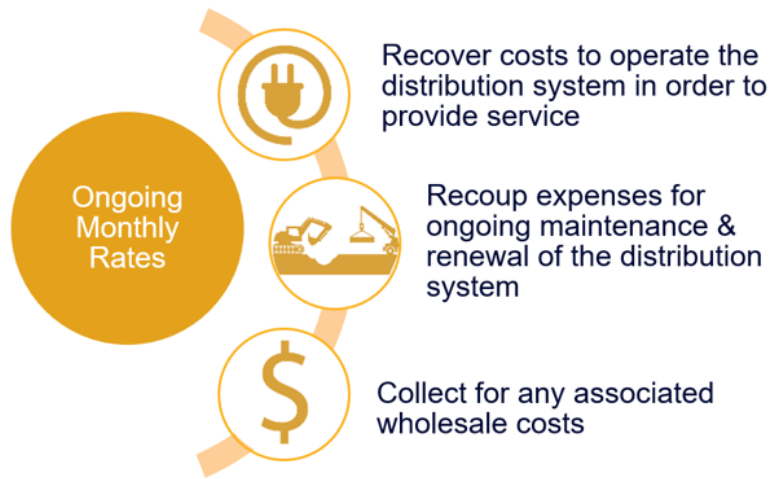 Ongoing
Monthly
Rates
Recover costs to operate the
distribution system in order to
provide service
Recoup expenses for
ongoing maintenance &
renewal of the distribution
system
$
Collect for any associated
wholesale costs